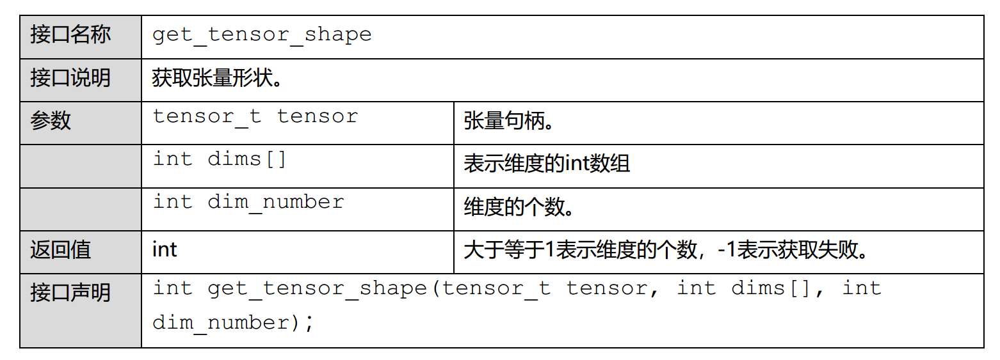 接口名称 get_tensor_shape
接口说明 获取张量形状。
参数 tensor_t tensor 张量句柄。
int dims[] 表示维度的int数组
int dim_number 维度的个数。
返回值 int 大于等于1表示维度的个数，-1表示获取失败。
接口声明 int get_tensor_shape(tensor_t tensor, int dims[], int
dim_number);